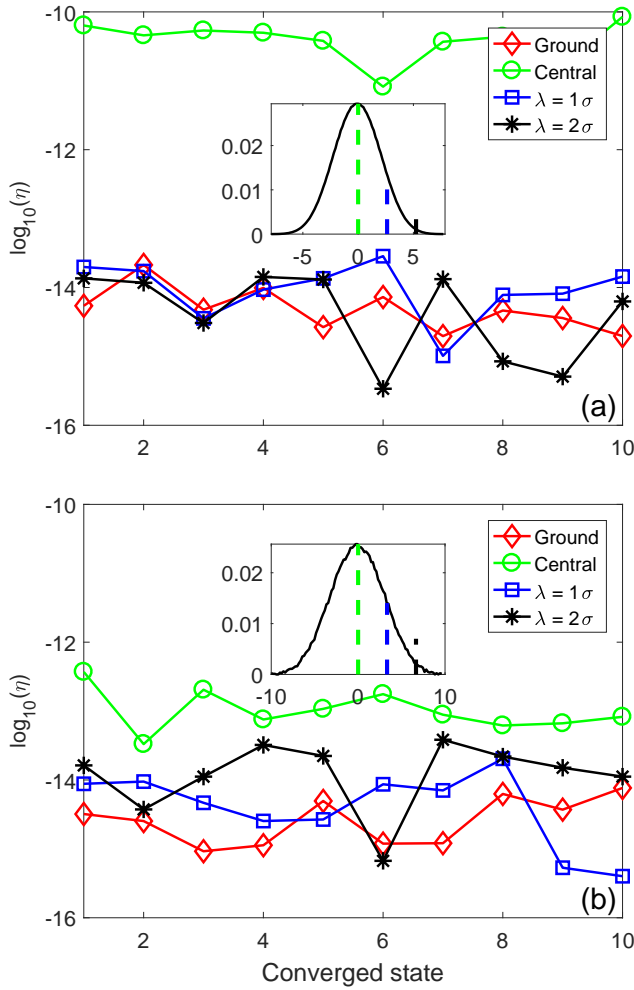 -10
Ground
Central
λ = 1σ
λ = 2σ
-12
0.02
0.01
0
-5 0 5
log₁₀(η)
-14
-16
(a)
2 4 6 8 10
-10
Ground
Central
λ = 1σ
λ = 2σ
-12
0.02
0.01
0
-10 0 10
log₁₀(η)
-14
-16
(b)
2 4 6 8 10
Converged state